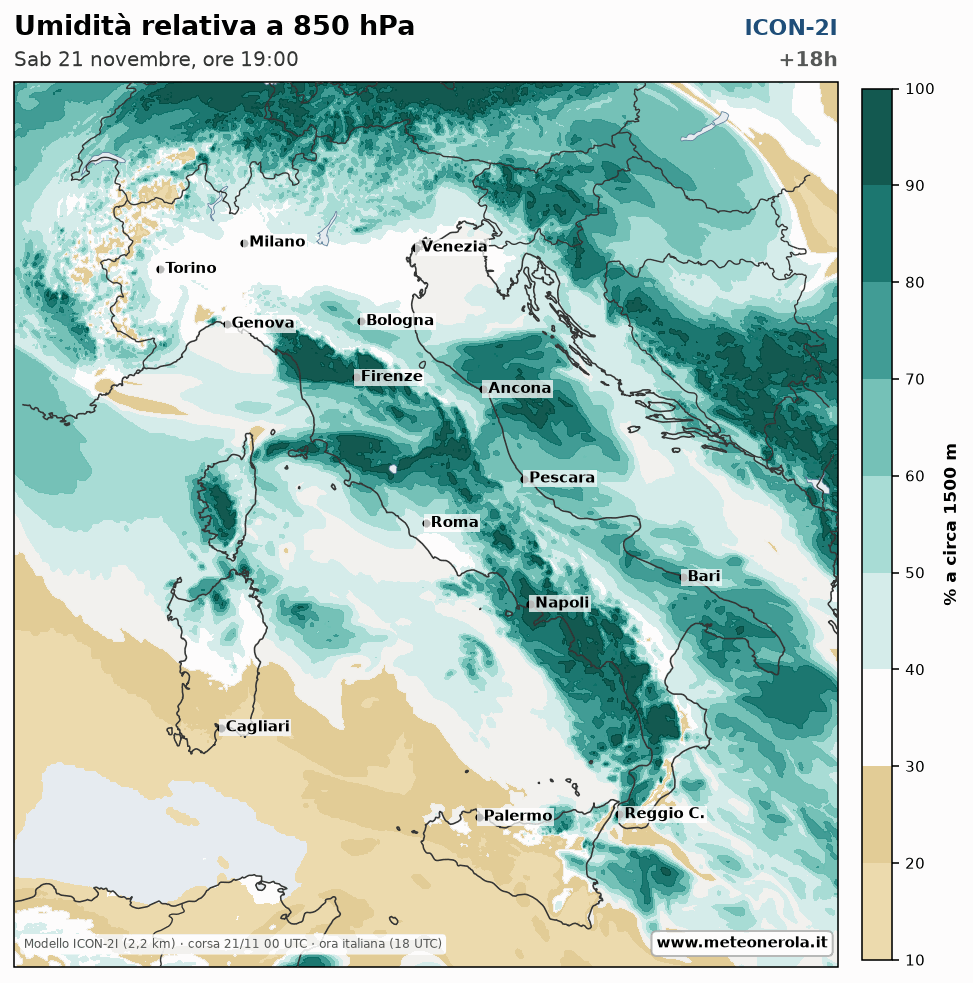 Umidità relativa a 850 hPa
ICON-2I
Sab 21 novembre, ore 19:00
+18h
Milano
Venezia
Torino
Genova
Bologna
Firenze
Ancona
Pescara
Roma
Bari
Napoli
Cagliari
Palermo
Reggio C.
100
90
80
70
60
50
40
30
20
10
% a circa 1500 m
Modello ICON-2I (2,2 km) · corsa 21/11 00 UTC · ora italiana (18 UTC)
www.meteonerola.it